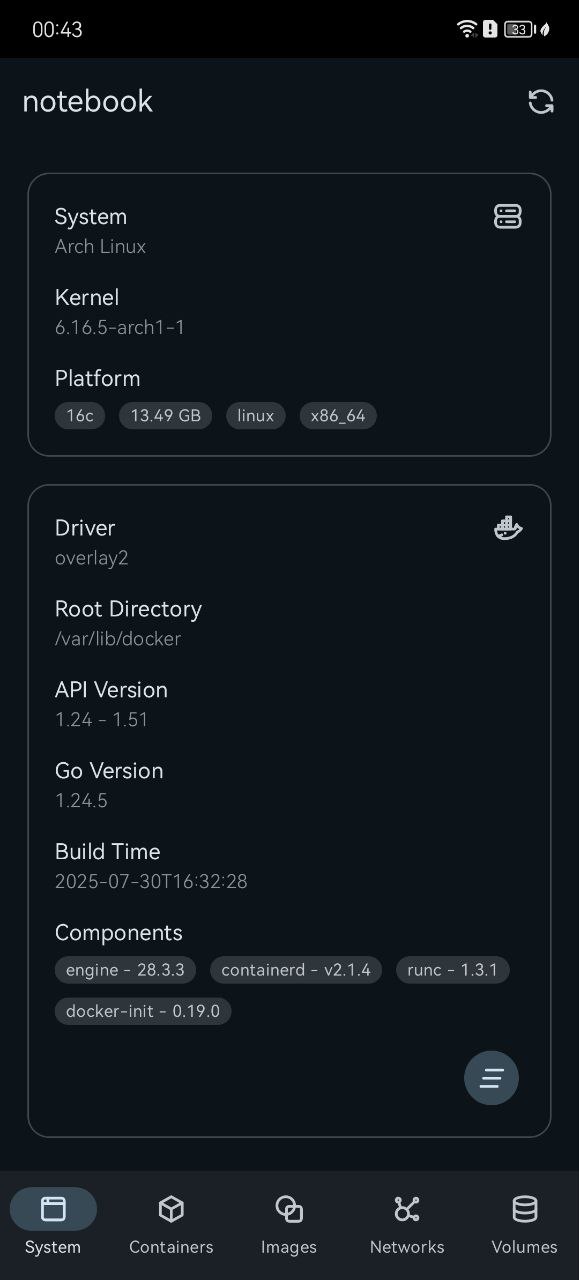 00:43
33
notebook
System
Arch Linux
Kernel
6.16.5-arch1-1
Platform
16c 13.49 GB linux x86_64
Driver
overlay2
Root Directory
/var/lib/docker
API Version
1.24 - 1.51
Go Version
1.24.5
Build Time
2025-07-30T16:32:28
Components
engine - 28.3.3 containerd - v2.1.4 runc - 1.3.1
docker-init - 0.19.0
System Containers Images Networks Volumes